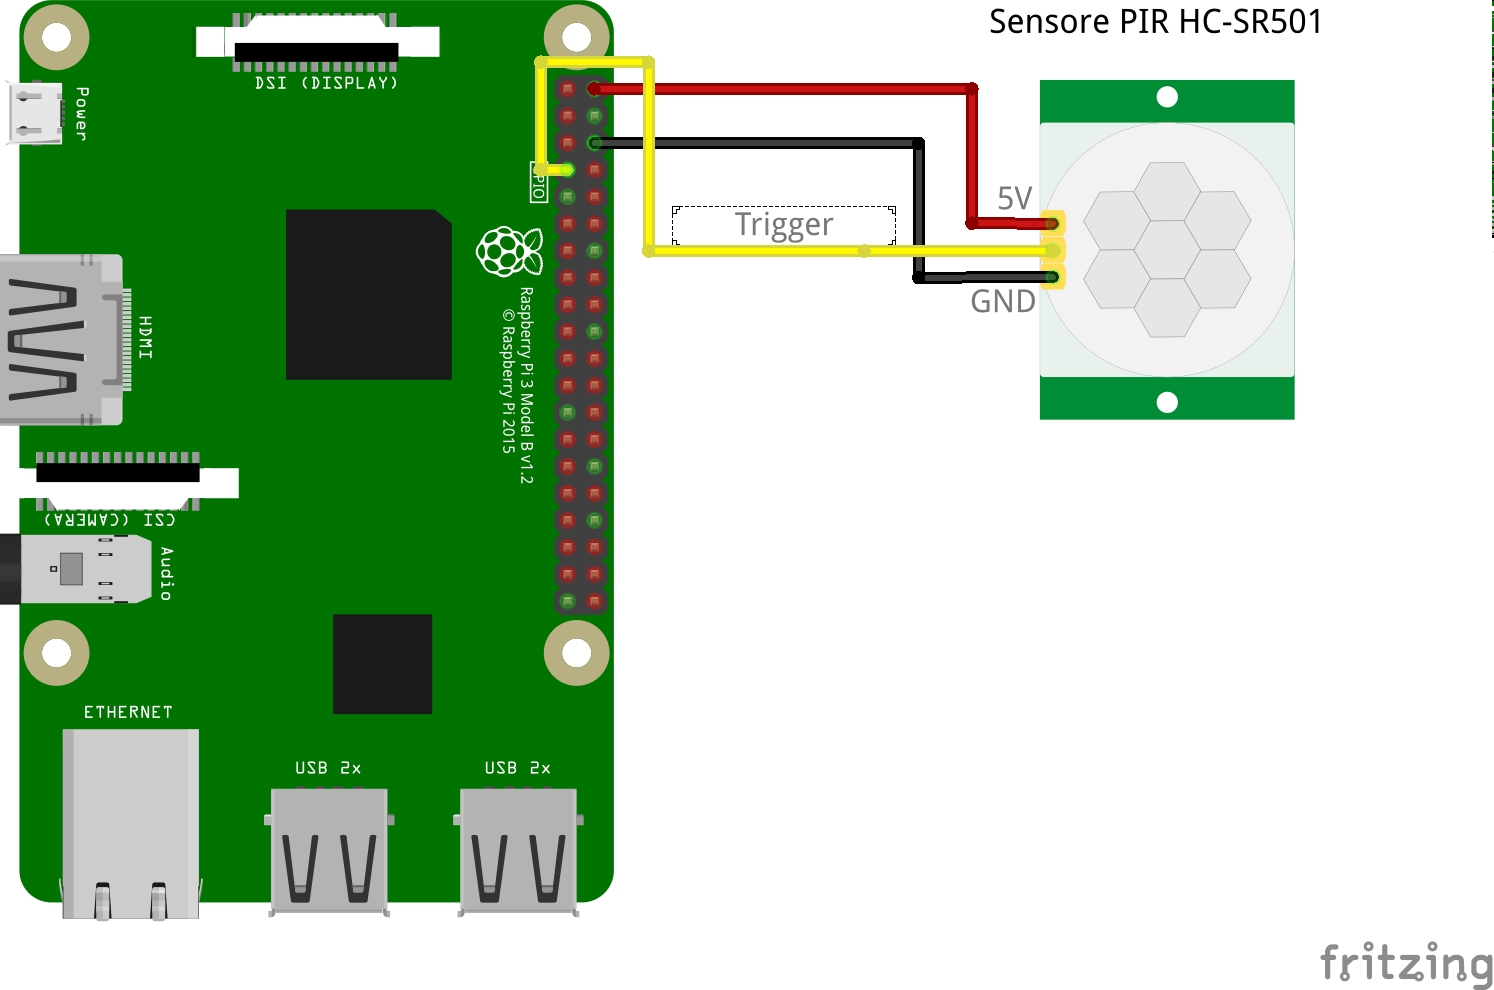 Sensore PIR HC-SR501
DSI (DISPLAY)
Power
5V
Trigger
GND
HDMI
Raspberry Pi 3 Model B v1.2
© Raspberry Pi 2015
CSI (CAMERA)
Audio
ETHERNET
USB 2x
USB 2x
fritzing